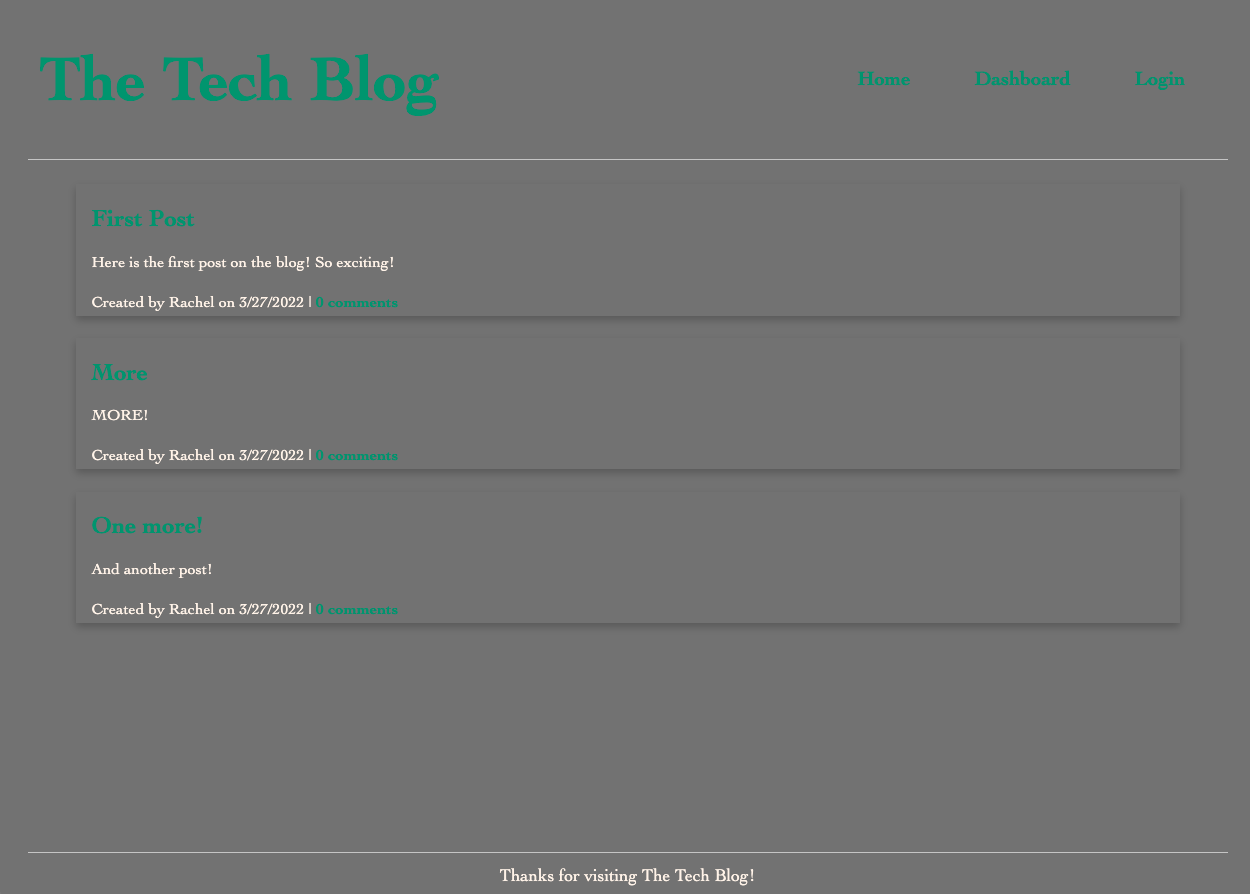 The Tech Blog
Home Dashboard Login
First Post
Here is the first post on the blog! So exciting!
Created by Rachel on 3/27/2022 | 0 comments
More
MORE!
Created by Rachel on 3/27/2022 | 0 comments
One more!
And another post!
Created by Rachel on 3/27/2022 | 0 comments
Thanks for visiting The Tech Blog!